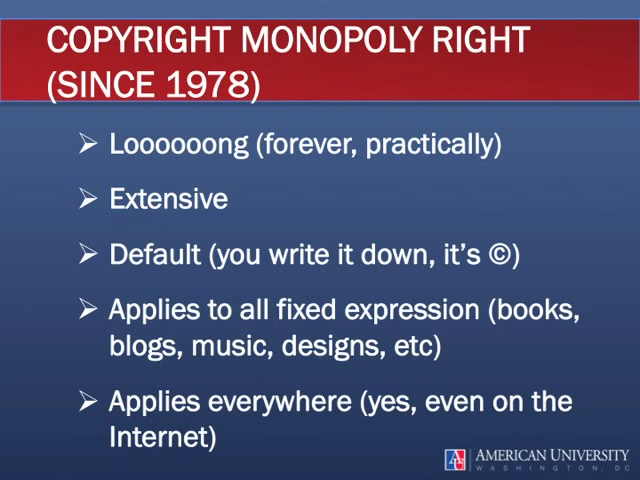 COPYRIGHT MONOPOLY RIGHT
(SINCE 1978)
➢ Loooooong (forever, practically)
➢ Extensive
➢ Default (you write it down, it's ©)
➢ Applies to all fixed expression (books,
blogs, music, designs, etc)
➢ Applies everywhere (yes, even on the
Internet)
AMERICAN UNIVERSITY
WASHINGTON, DC